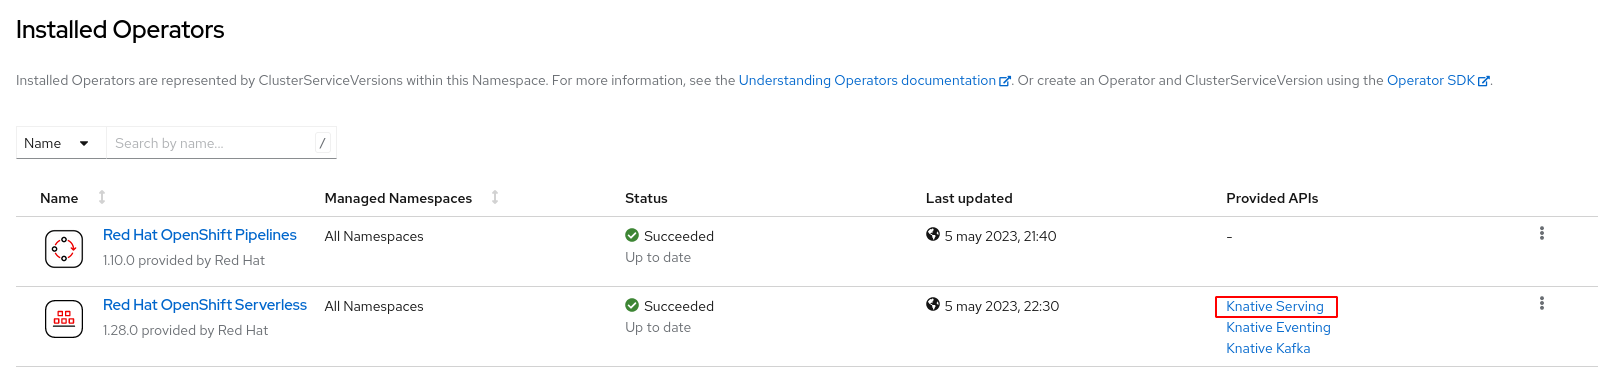 Installed Operators
Installed Operators are represented by ClusterServiceVersions within this Namespace. For more information, see the Understanding Operators documentation. Or create an Operator and ClusterServiceVersion using the Operator SDK.
Name Search by name... /
Name Managed Namespaces Status Last updated Provided APIs
Red Hat OpenShift Pipelines All Namespaces Succeeded 5 may 2023, 21:40 -
1.10.0 provided by Red Hat Up to date
Red Hat OpenShift Serverless All Namespaces Succeeded 5 may 2023, 22:30 Knative Serving
1.28.0 provided by Red Hat Up to date Knative Eventing
Knative Kafka